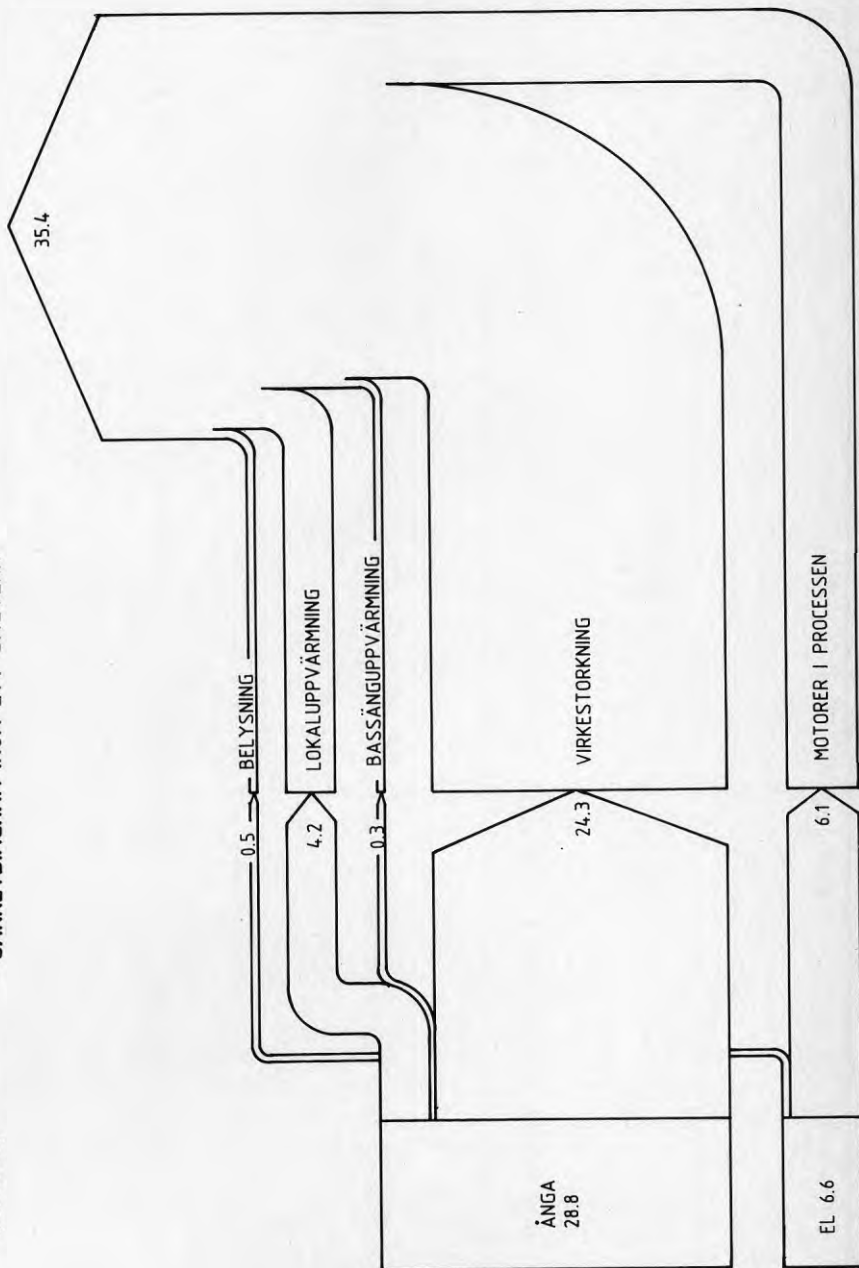 35.4
0.5 BELYSNING
4.2 LOKALUPPVÄRMNING
0.3 BASSÄNGUPPVÄRMNING
24.3 VIRKESTORKNING
6.1 MOTORER I PROCESSEN
ÅNGA
28.8
EL 6.6